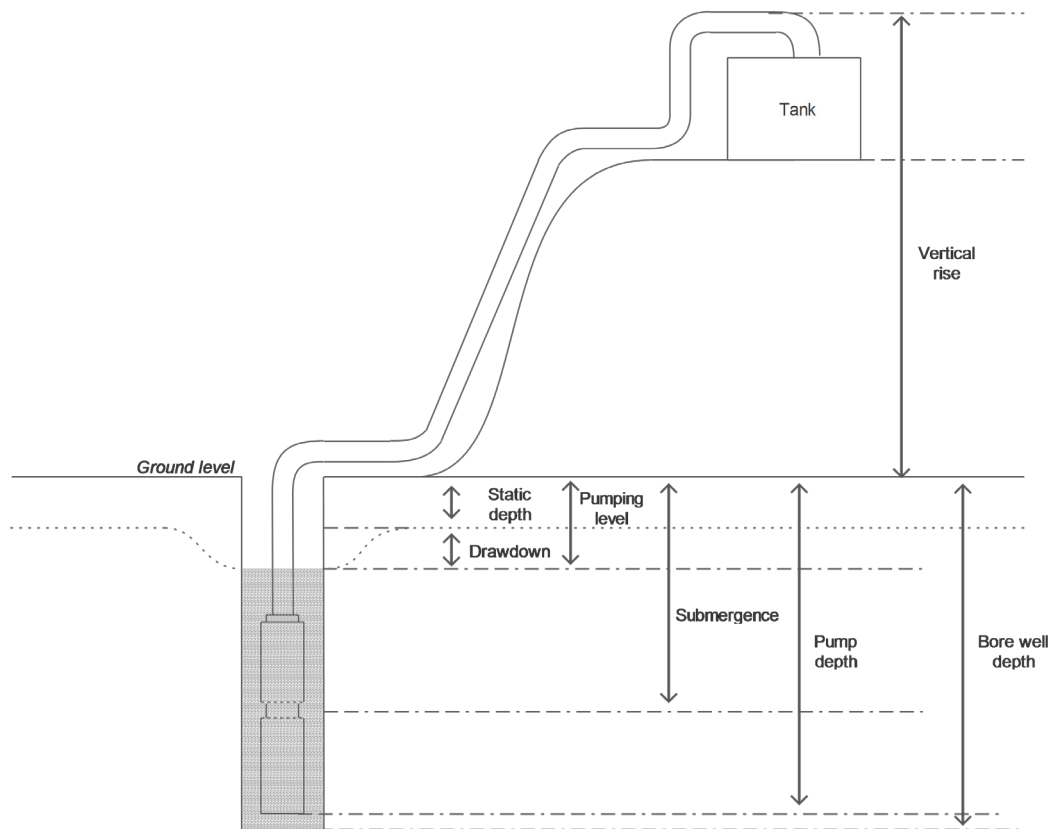 Tank
Vertical
rise
Ground level
Static
depth
Pumping
level
Drawdown
Submergence
Pump
depth
Bore well
depth